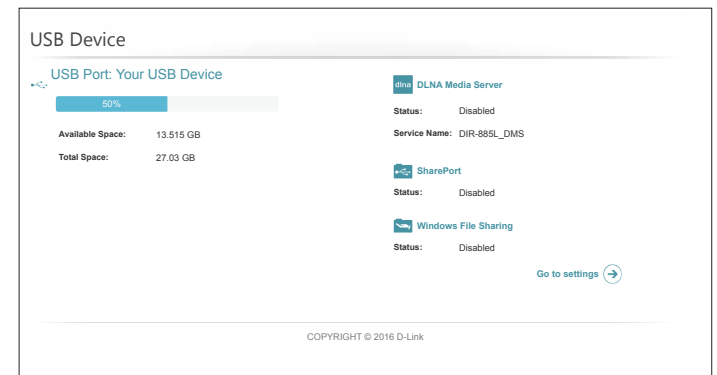 USB Device
USB Port: Your USB Device
50%
Available Space: 13.515 GB
Total Space: 27.03 GB
dlna DLNA Media Server
Status: Disabled
Service Name: DIR-885L_DMS
SharePort
Status: Disabled
Windows File Sharing
Status: Disabled
Go to settings
COPYRIGHT © 2016 D-Link